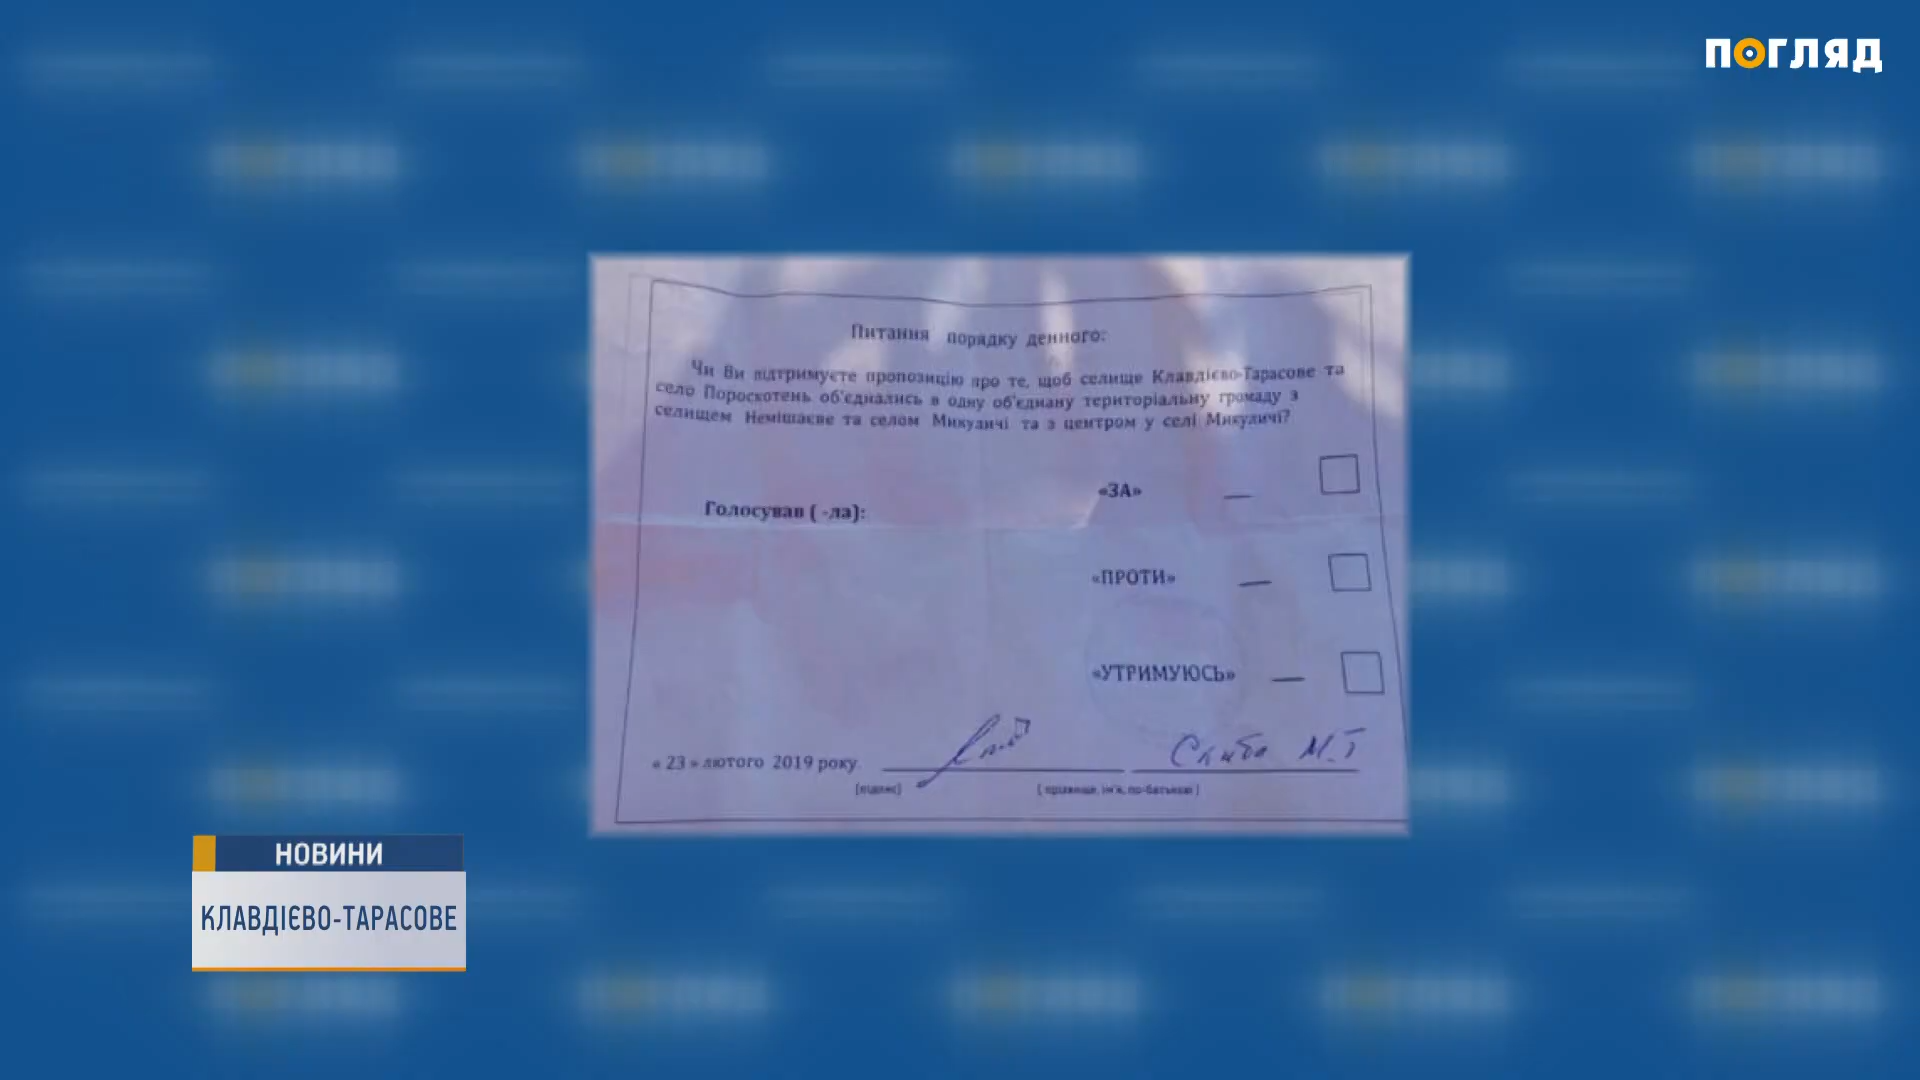 ПОГЛЯД
Питання порядку денного:
Чи Ви підтримуєте пропозицію про те, щоб селище Клавдієво-Тарасове та
село Пороскотень об'єднались в одну об'єднану територіальну громаду з
селищем Немішаєве та селом Микуличі та з центром у селі Микуличі?
«ЗА» —
Голосував ( -ла):
«ПРОТИ» —
«УТРИМУЮСЬ» —
« 23 » лютого 2019 року
Скиба М.Т
(підпис) ( прізвище, ім'я, по-батькові )
НОВИНИ
КЛАВДІЄВО-ТАРАСОВЕ